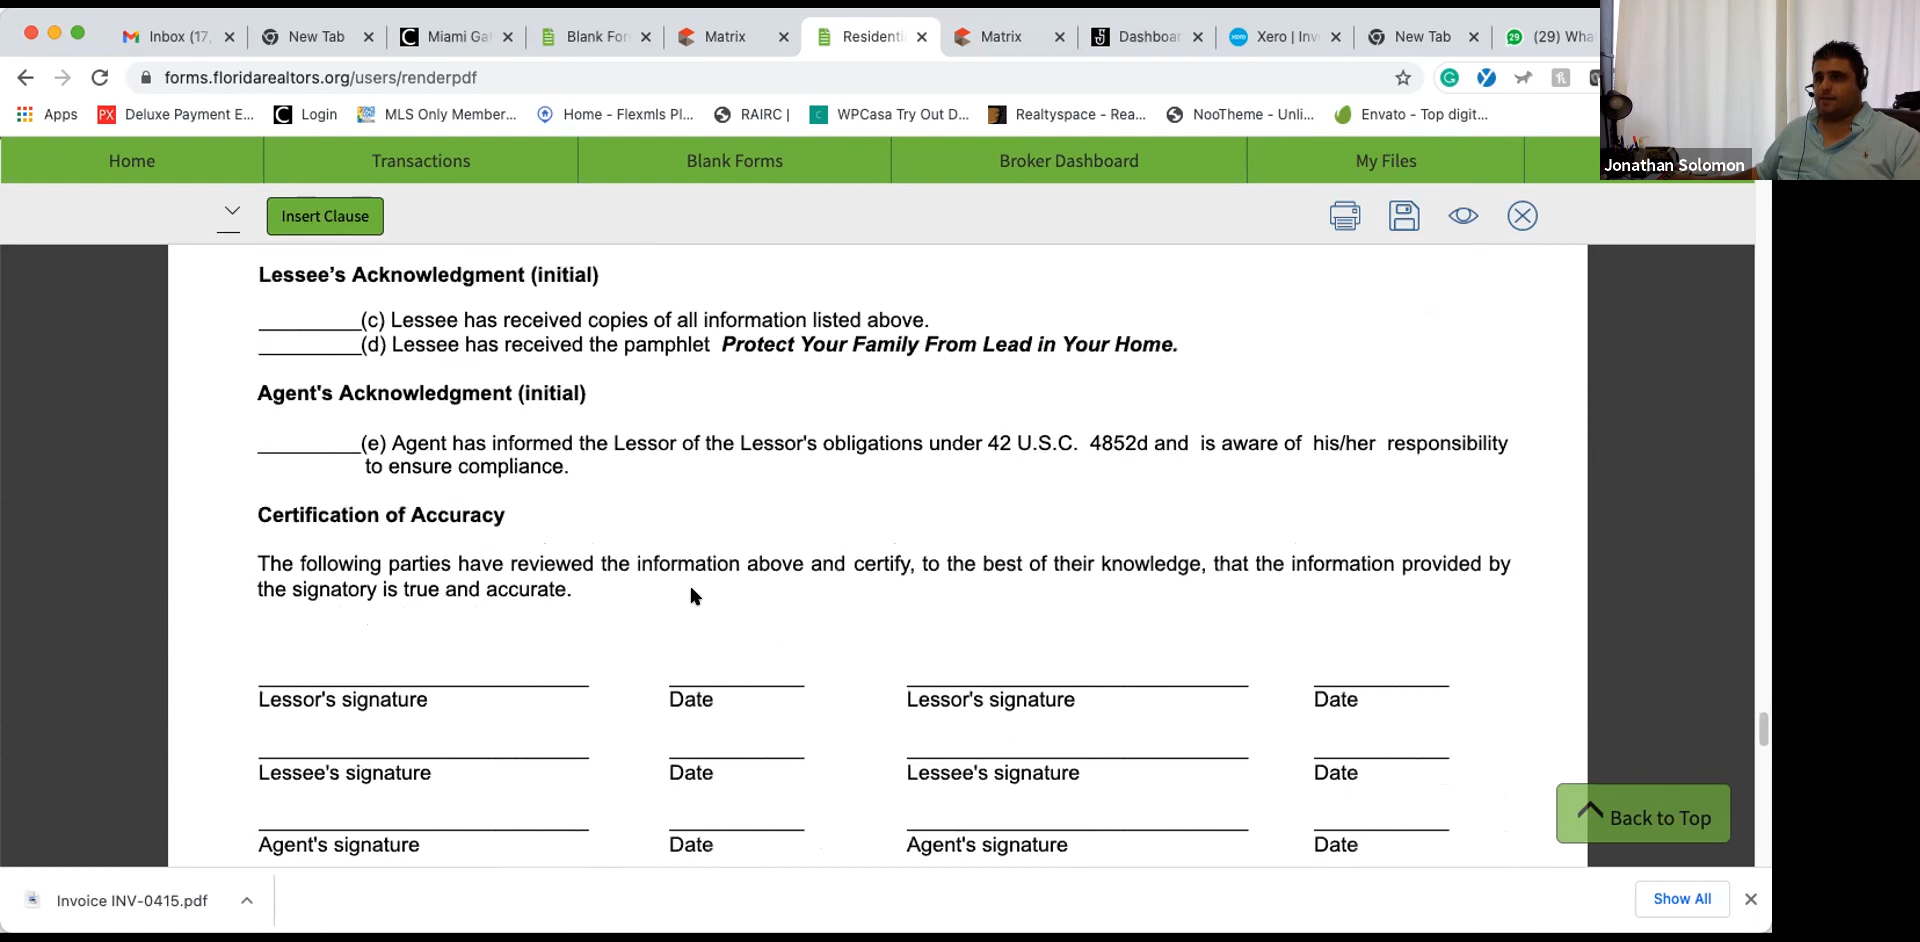 Inbox (17,
New Tab
Miami Ga
Blank For
Matrix
Residenti
Matrix
Dashboar
Xero | Inv
New Tab
29
(29) Wha
forms.floridarealtors.org/users/renderpdf
Apps
PX Deluxe Payment E...
Login
MLS Only Member...
Home - Flexmls Pl...
RAIRC |
WPCasa Try Out D...
Realtyspace - Rea...
NooTheme - Unli...
Envato - Top digit...
Jonathan Solomon
Home
Transactions
Blank Forms
Broker Dashboard
My Files
Insert Clause
Lessee’s Acknowledgment (initial)
_________(c) Lessee has received copies of all information listed above.
_________(d) Lessee has received the pamphlet Protect Your Family From Lead in Your Home.
Agent's Acknowledgment (initial)
_________(e) Agent has informed the Lessor of the Lessor's obligations under 42 U.S.C. 4852d and is aware of his/her responsibility
to ensure compliance.
Certification of Accuracy
The following parties have reviewed the information above and certify, to the best of their knowledge, that the information provided by
the signatory is true and accurate.
Lessor's signature Date Lessor's signature Date
Lessee's signature Date Lessee's signature Date
Agent's signature Date Agent's signature Date
Back to Top
Invoice INV-0415.pdf
Show All